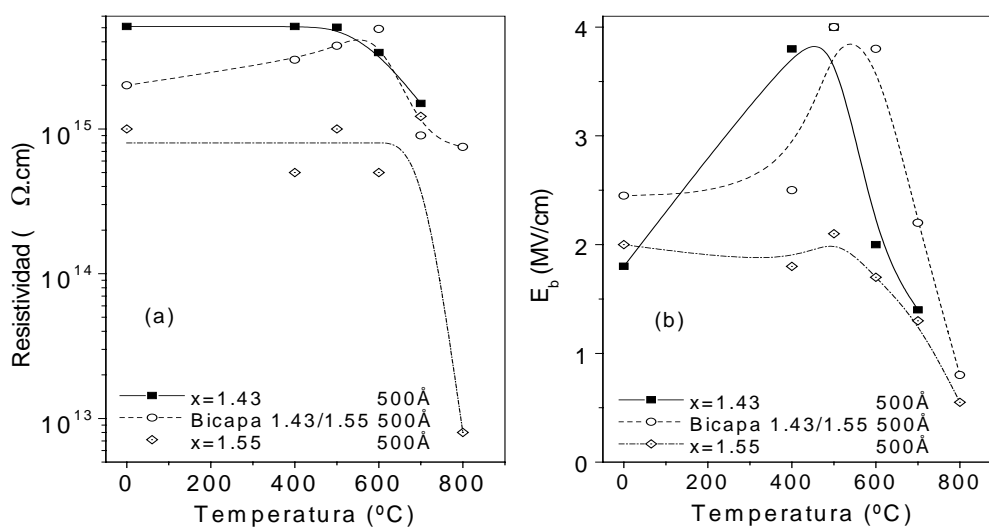 Resistividad ( Ω.cm)
10^15
10^14
10^13
(a)
x=1.43 500Å
Bicapa 1.43/1.55 500Å
x=1.55 500Å
0 200 400 600 800
Temperatura (ºC)
E_b (MV/cm)
4
3
2
1
0
(b)
x=1.43 500Å
Bicapa 1.43/1.55 500Å
x=1.55 500Å
0 200 400 600 800
Temperatura (ºC)